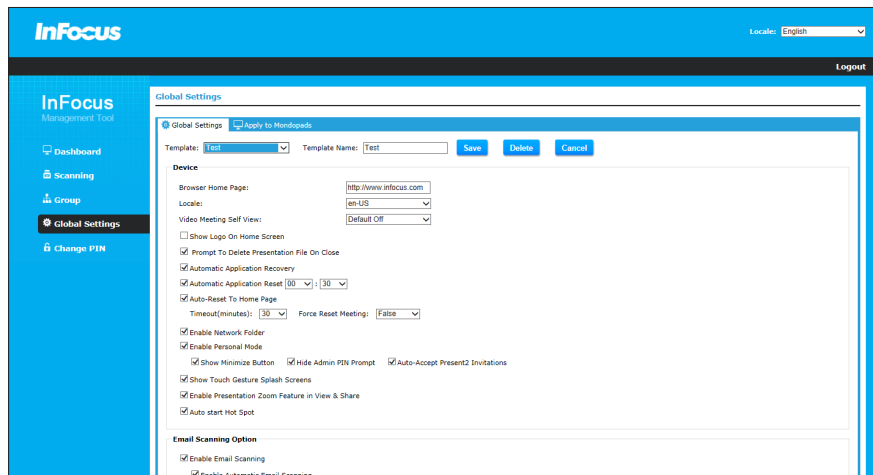 InFocus
Locale: English
Logout
InFocus
Management Tool
Dashboard
Scanning
Group
Global Settings
Change PIN
Global Settings
Global Settings Apply to Mondopads
Template: Test Template Name: Test Save Delete Cancel
Device
Browser Home Page: http://www.infocus.com
Locale: en-US
Video Meeting Self View: Default Off
Show Logo On Home Screen
Prompt To Delete Presentation File On Close
Automatic Application Recovery
Automatic Application Reset 00 : 30
Auto-Reset To Home Page
Timeout(minutes): 30 Force Reset Meeting: False
Enable Network Folder
Enable Personal Mode
Show Minimize Button Hide Admin PIN Prompt Auto-Accept Present2 Invitations
Show Touch Gesture Splash Screens
Enable Presentation Zoom Feature in View & Share
Auto start Hot Spot
Email Scanning Option
Enable Email Scanning
Enable Automatic Email Scanning